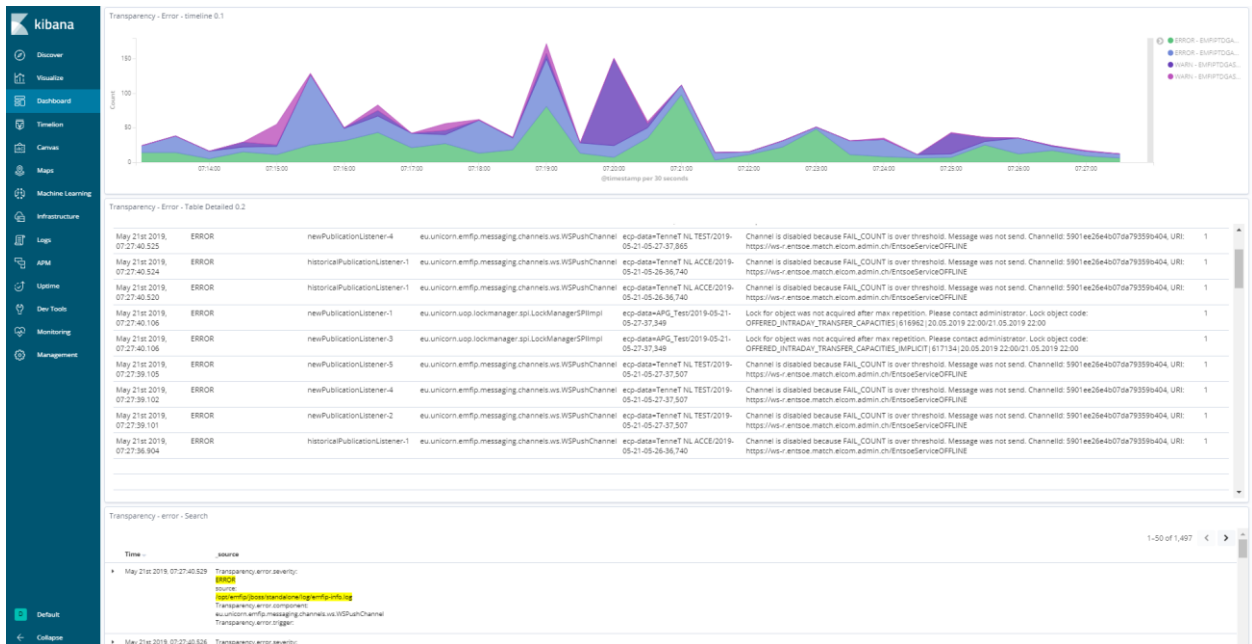 kibana
Discover
Visualize
Dashboard
Timelion
Canvas
Maps
Machine Learning
Infrastructure
Logs
APM
Uptime
Dev Tools
Monitoring
Management
Default
Collapse
Transparency - Error - timeline 0.1
Count
150
100
50
0
07:14:00 07:15:00 07:16:00 07:17:00 07:18:00 07:19:00 07:20:00 07:21:00 07:22:00 07:23:00 07:24:00 07:25:00 07:26:00 07:27:00
@timestamp per 30 seconds
ERROR - EMFIPTDGA...
ERROR - EMFIPTDGA...
WARN - EMFIPTDGAS...
WARN - EMFIPTDGAS...
Transparency - Error - Table Detailed 0.2
May 21st 2019, ERROR newPublicationListener-4 eu.unicorn.emfip.messaging.channels.ws.WSPushChannel ecp-data=TenneT NL TEST/2019- Channel is disabled because FAIL_COUNT is over threshold. Message was not send. ChannelId: 5901ee26e4b07da79359b404, URI: 1
07:27:40.525 05-21-05-27-37,865 https://ws-r.entsoe.match.elcom.admin.ch/EntsoeServiceOFFLINE
May 21st 2019, ERROR historicalPublicationListener-1 eu.unicorn.emfip.messaging.channels.ws.WSPushChannel ecp-data=TenneT NL ACCE/2019- Channel is disabled because FAIL_COUNT is over threshold. Message was not send. ChannelId: 5901ee26e4b07da79359b404, URI: 1
07:27:40.524 05-21-05-26-36,740 https://ws-r.entsoe.match.elcom.admin.ch/EntsoeServiceOFFLINE
May 21st 2019, ERROR historicalPublicationListener-1 eu.unicorn.emfip.messaging.channels.ws.WSPushChannel ecp-data=TenneT NL ACCE/2019- Channel is disabled because FAIL_COUNT is over threshold. Message was not send. ChannelId: 5901ee26e4b07da79359b404, URI: 1
07:27:40.520 05-21-05-26-36,740 https://ws-r.entsoe.match.elcom.admin.ch/EntsoeServiceOFFLINE
May 21st 2019, ERROR newPublicationListener-1 eu.unicorn.uop.lockmanager.spi.LockManagerSPIImpl ecp-data=APG_Test/2019-05-21- Lock for object was not acquired after max repetition. Please contact administrator. Lock object code: 1
07:27:40.106 05-27-37,349 OFFERED_INTRADAY_TRANSFER_CAPACITIES|616962|20.05.2019 22:00/21.05.2019 22:00
May 21st 2019, ERROR newPublicationListener-3 eu.unicorn.uop.lockmanager.spi.LockManagerSPIImpl ecp-data=APG_Test/2019-05-21- Lock for object was not acquired after max repetition. Please contact administrator. Lock object code: 1
07:27:40.106 05-27-37,349 OFFERED_INTRADAY_TRANSFER_CAPACITIES_IMPLICIT|617134|20.05.2019 22:00/21.05.2019 22:00
May 21st 2019, ERROR newPublicationListener-5 eu.unicorn.emfip.messaging.channels.ws.WSPushChannel ecp-data=TenneT NL TEST/2019- Channel is disabled because FAIL_COUNT is over threshold. Message was not send. ChannelId: 5901ee26e4b07da79359b404, URI: 1
07:27:39.105 05-21-05-27-37,507 https://ws-r.entsoe.match.elcom.admin.ch/EntsoeServiceOFFLINE
May 21st 2019, ERROR newPublicationListener-4 eu.unicorn.emfip.messaging.channels.ws.WSPushChannel ecp-data=TenneT NL TEST/2019- Channel is disabled because FAIL_COUNT is over threshold. Message was not send. ChannelId: 5901ee26e4b07da79359b404, URI: 1
07:27:39.102 05-21-05-27-37,507 https://ws-r.entsoe.match.elcom.admin.ch/EntsoeServiceOFFLINE
May 21st 2019, ERROR newPublicationListener-2 eu.unicorn.emfip.messaging.channels.ws.WSPushChannel ecp-data=TenneT NL TEST/2019- Channel is disabled because FAIL_COUNT is over threshold. Message was not send. ChannelId: 5901ee26e4b07da79359b404, URI: 1
07:27:39.101 05-21-05-27-37,507 https://ws-r.entsoe.match.elcom.admin.ch/EntsoeServiceOFFLINE
May 21st 2019, ERROR historicalPublicationListener-1 eu.unicorn.emfip.messaging.channels.ws.WSPushChannel ecp-data=TenneT NL ACCE/2019- Channel is disabled because FAIL_COUNT is over threshold. Message was not send. ChannelId: 5901ee26e4b07da79359b404, URI: 1
07:27:36.904 05-21-05-26-36,740 https://ws-r.entsoe.match.elcom.admin.ch/EntsoeServiceOFFLINE
Transparency - error - Search
1–50 of 1,497
Time _source
May 21st 2019, 07:27:40.529 Transparency.error.severity:
ERROR
source:
/opt/emfip/jboss/standalone/log/emfip-info.log
Transparency.error.component:
eu.unicorn.emfip.messaging.channels.ws.WSPushChannel
Transparency.error.trigger:
May 21st 2019, 07:27:40.526 Transparency.error.severity: